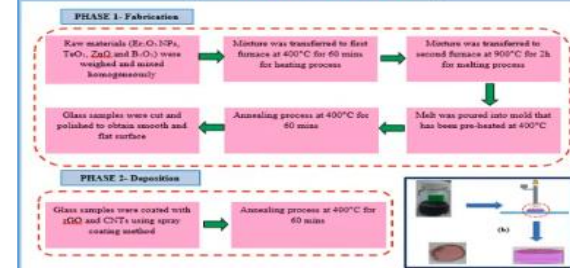 PHASE 1- Fabrication
Raw materials (Er₂O₃ NPs,
TeO₂, ZnO and B₂O₃) were
weighed and mixed
homogeneously
Mixture was transferred to first
furnace at 400°C for 60 mins
for heating process
Mixture was transferred to
second furnace at 900°C for 2h
for melting process
Melt was poured into mold that
has been pre-heated at 400°C
Annealing process at 400°C for
60 mins
Glass samples were cut and
polished to obtain smooth and
flat surface
PHASE 2- Deposition
Glass samples were coated with
rGO and CNTs using spray
coating method
Annealing process at 400°C for
60 mins
(b)